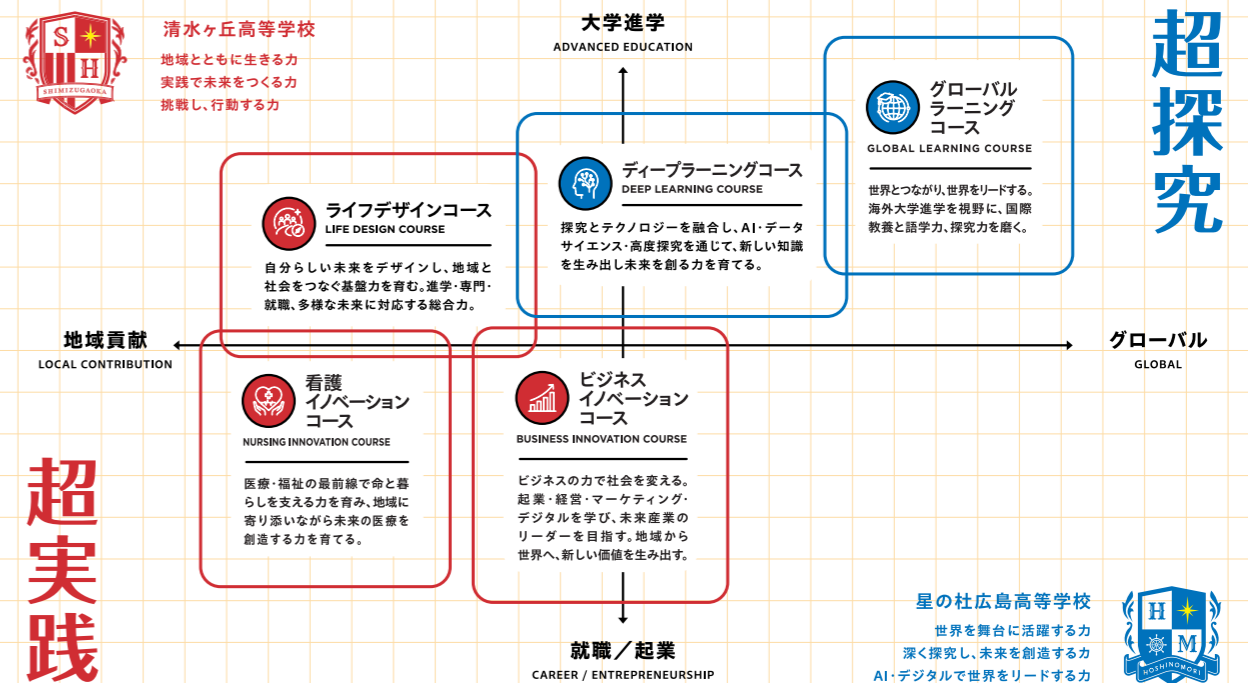 S
H
SHIMIZUGAOKA
清水ヶ丘高等学校
地域とともに生きる力
実践で未来をつくる力
挑戦し、行動する力
大学進学
ADVANCED EDUCATION
超探究
グローバル
ラーニング
コース
GLOBAL LEARNING COURSE
世界とつながり、世界をリードする。
海外大学進学を視野に、国際
教養と語学力、探究力を磨く。
ディープラーニングコース
DEEP LEARNING COURSE
探究とテクノロジーを融合し、AI・データ
サイエンス・高度探究を通じて、新しい知識
を生み出し未来を創る力を育てる。
ライフデザインコース
LIFE DESIGN COURSE
自分らしい未来をデザインし、地域と
社会をつなぐ基盤力を育む。進学・専門・
就職、多様な未来に対応する総合力。
地域貢献
LOCAL CONTRIBUTION
グローバル
GLOBAL
看護
イノベーション
コース
NURSING INNOVATION COURSE
医療・福祉の最前線で命と暮
らしを支える力を育み、地域に
寄り添いながら未来の医療を
創造する力を育てる。
ビジネス
イノベーション
コース
BUSINESS INNOVATION COURSE
ビジネスの力で社会を変える。
起業・経営・マーケティング・
デジタルを学び、未来産業の
リーダーを目指す。地域から
世界へ、新しい価値を生み出す。
超実践
就職／起業
CAREER / ENTREPRENEURSHIP
星の杜広島高等学校
世界を舞台に活躍する力
深く探究し、未来を創造する力
AI・デジタルで世界をリードする力
H
M
HOSHINOMORI